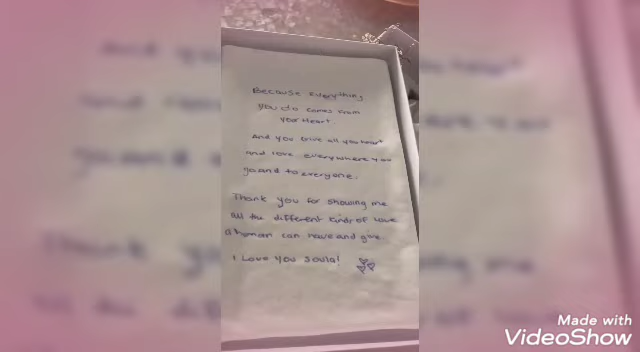 Because everything
you do comes from
your Heart
And you give all your heart
and love everywhere you
go and to everyone.
Thank you for showing me
all the different kinds of love
a human can have and give.
I Love you Soula!
Made with
VideoShow